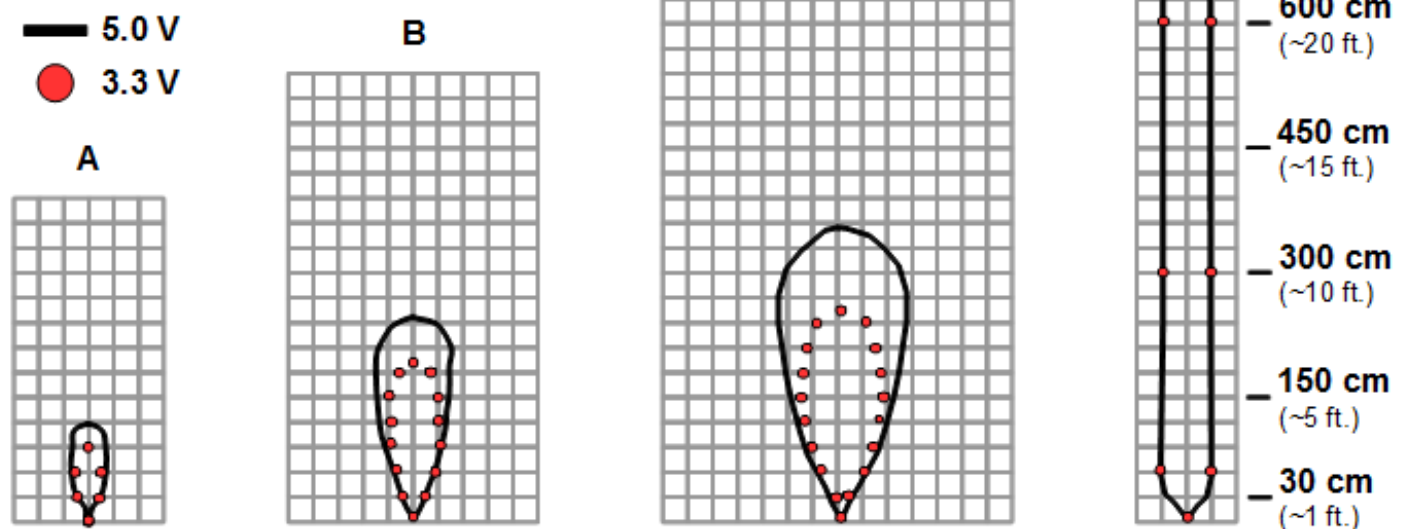 5.0 V
3.3 V
A
B
600 cm
(~20 ft.)
450 cm
(~15 ft.)
300 cm
(~10 ft.)
150 cm
(~5 ft.)
30 cm
(~1 ft.)